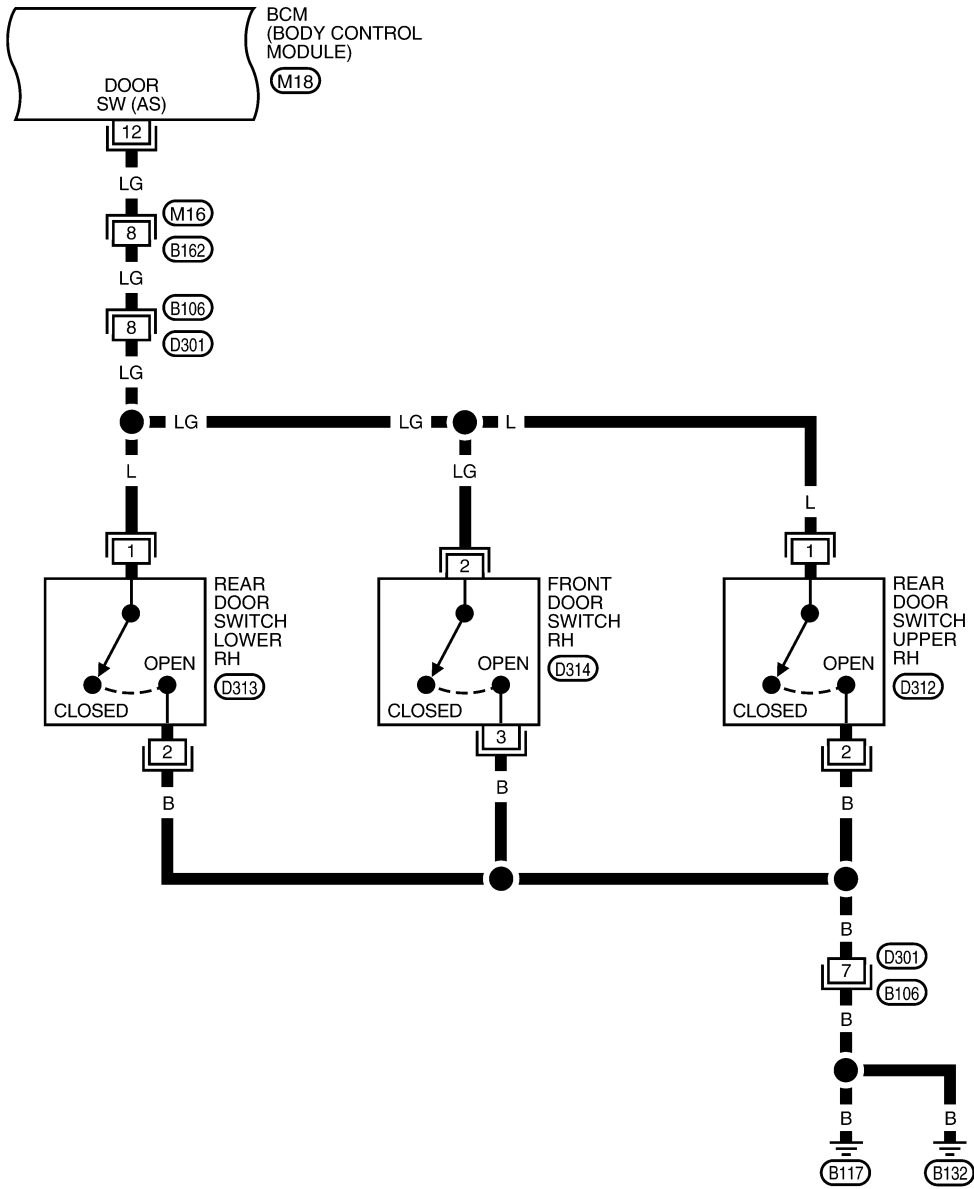 BCM
(BODY CONTROL
MODULE)
M18
DOOR
SW (AS)
12
LG
M16
8
B162
LG
B106
8
D301
LG
LG
LG
L
L
LG
L
1
2
1
REAR
DOOR
SWITCH
LOWER
RH
D313
OPEN
CLOSED
FRONT
DOOR
SWITCH
RH
D314
OPEN
CLOSED
REAR
DOOR
SWITCH
UPPER
RH
D312
OPEN
CLOSED
2
3
2
B
B
B
B
D301
7
B106
B
B
B
B117
B132